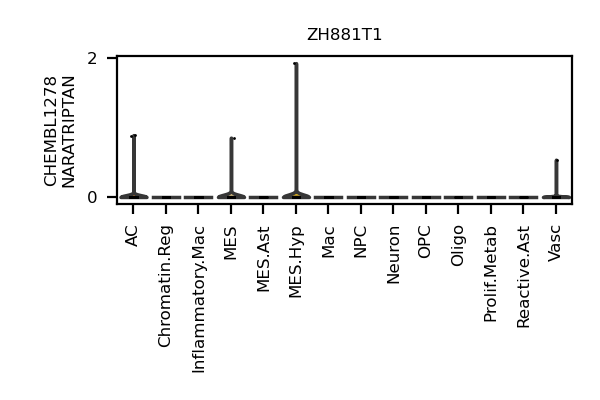 ZH881T1
CHEMBL1278
NARATRIPTAN
2
0
AC
Chromatin.Reg
Inflammatory.Mac
MES
MES.Ast
MES.Hyp
Mac
NPC
Neuron
OPC
Oligo
Prolif.Metab
Reactive.Ast
Vasc